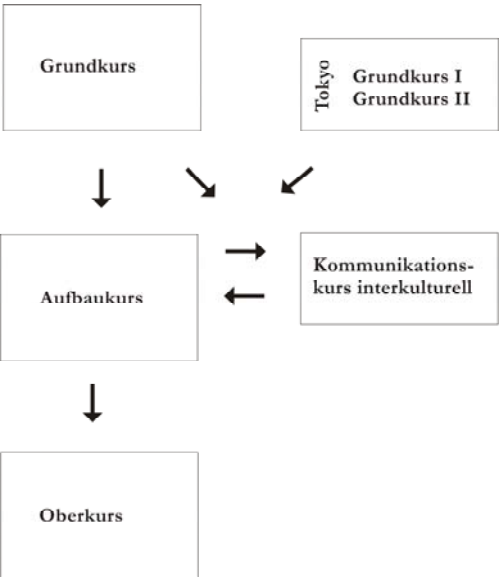 Grundkurs
Tokyo
Grundkurs I
Grundkurs II
Aufbaukurs
Kommunikations-
kurs interkulturell
Oberkurs